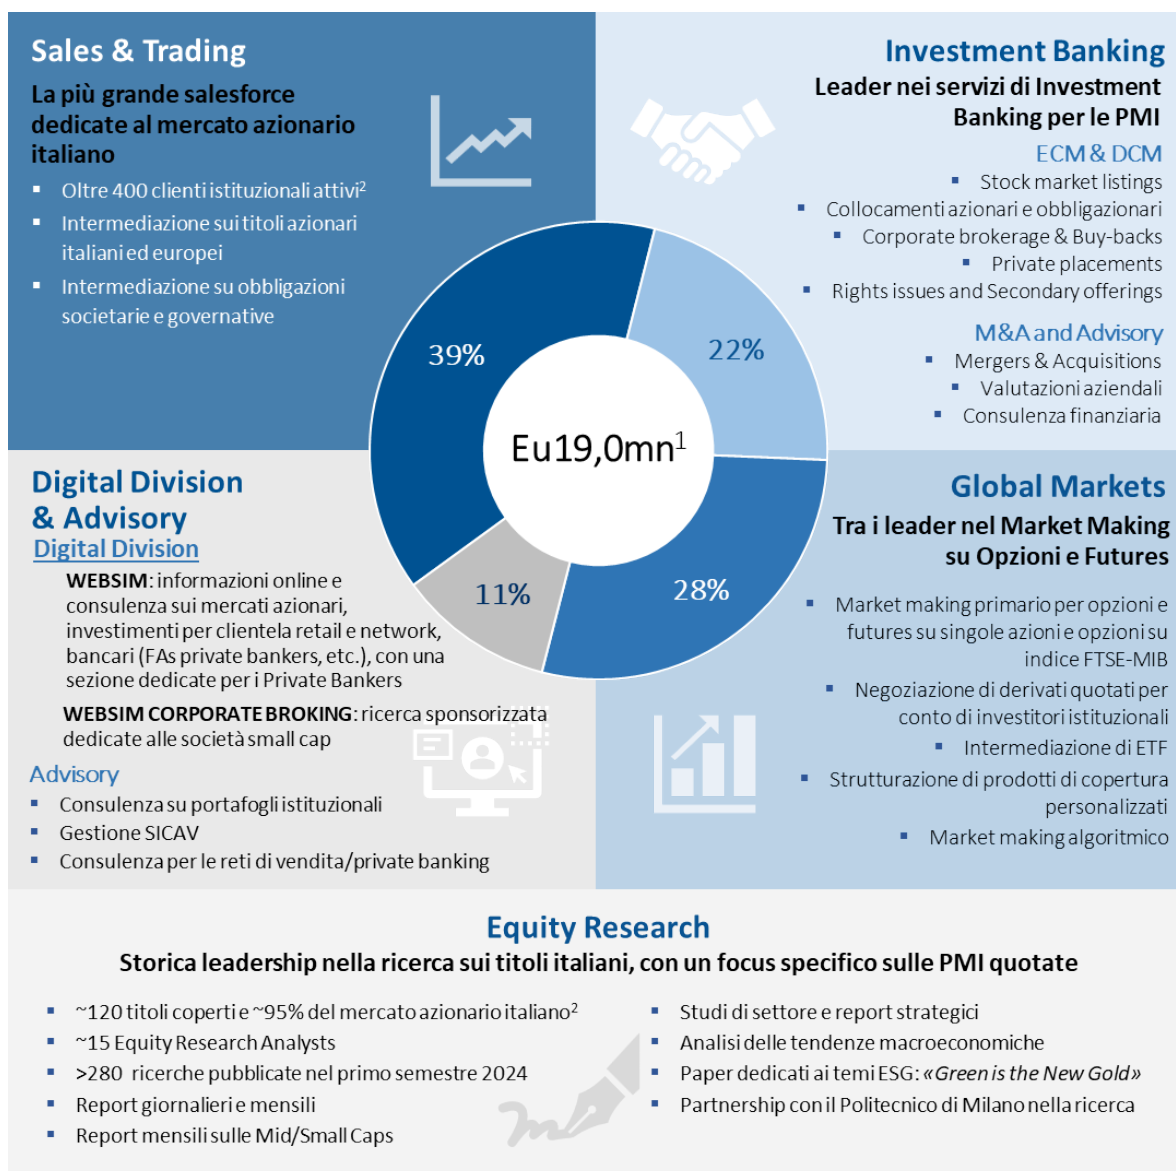 Sales & Trading
La più grande salesforce
dedicate al mercato azionario
italiano
▪ Oltre 400 clienti istituzionali attivi²
▪ Intermediazione sui titoli azionari
italiani ed europei
▪ Intermediazione su obbligazioni
societarie e governative
Investment Banking
Leader nei servizi di Investment
Banking per le PMI
ECM & DCM
▪ Stock market listings
▪ Collocamenti azionari e obbligazionari
▪ Corporate brokerage & Buy-backs
▪ Private placements
▪ Rights issues and Secondary offerings
M&A and Advisory
▪ Mergers & Acquisitions
▪ Valutazioni aziendali
▪ Consulenza finanziaria
39%
22%
Eu19,0mn¹
11%
28%
Digital Division
& Advisory
Digital Division
WEBSIM: informazioni online e
consulenza sui mercati azionari,
investimenti per clientela retail e network,
bancari (FAs private bankers, etc.), con una
sezione dedicate per i Private Bankers
WEBSIM CORPORATE BROKING: ricerca sponsorizzata
dedicate alle società small cap
Advisory
▪ Consulenza su portafogli istituzionali
▪ Gestione SICAV
▪ Consulenza per le reti di vendita/private banking
Global Markets
Tra i leader nel Market Making
su Opzioni e Futures
▪ Market making primario per opzioni e
futures su singole azioni e opzioni su
indice FTSE-MIB
▪ Negoziazione di derivati quotati per
conto di investitori istituzionali
▪ Intermediazione di ETF
▪ Strutturazione di prodotti di copertura
personalizzati
▪ Market making algoritmico
Equity Research
Storica leadership nella ricerca sui titoli italiani, con un focus specifico sulle PMI quotate
▪ ~120 titoli coperti e ~95% del mercato azionario italiano²
▪ ~15 Equity Research Analysts
▪ >280 ricerche pubblicate nel primo semestre 2024
▪ Report giornalieri e mensili
▪ Report mensili sulle Mid/Small Caps
▪ Studi di settore e report strategici
▪ Analisi delle tendenze macroeconomiche
▪ Paper dedicati ai temi ESG: «Green is the New Gold»
▪ Partnership con il Politecnico di Milano nella ricerca